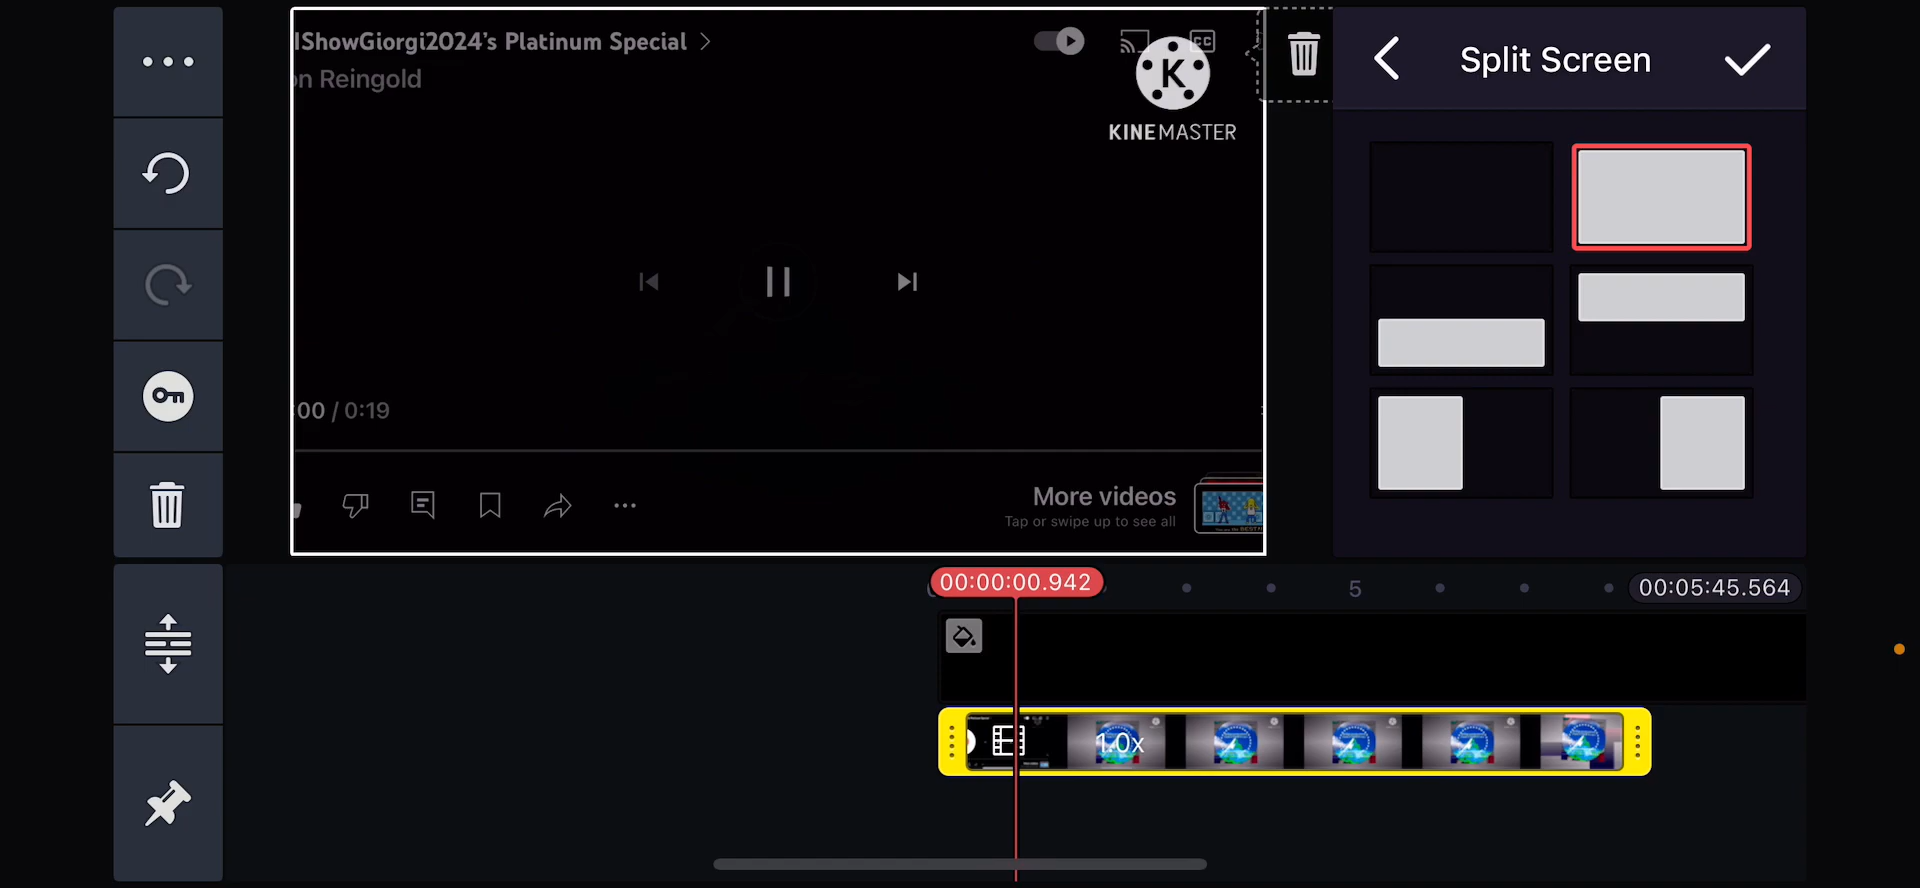 IShowGiorgi2024's Platinum Special
on Reingold
CC
K
KINEMASTER
Split Screen
:00 / 0:19
More videos
Tap or swipe up to see all
00:00:00.942
5
00:05:45.564
1.0x